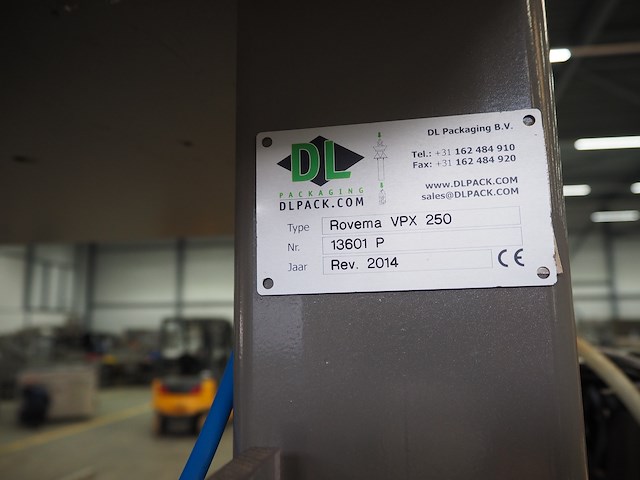 DL
PACKAGING
DLPACK.COM
DL Packaging B.V.
Tel.: +31 162 484 910
Fax: +31 162 484 920
www.DLPACK.COM
sales@DLPACK.COM
Type Rovema VPX 250
Nr. 13601 P
Jaar Rev. 2014
CE